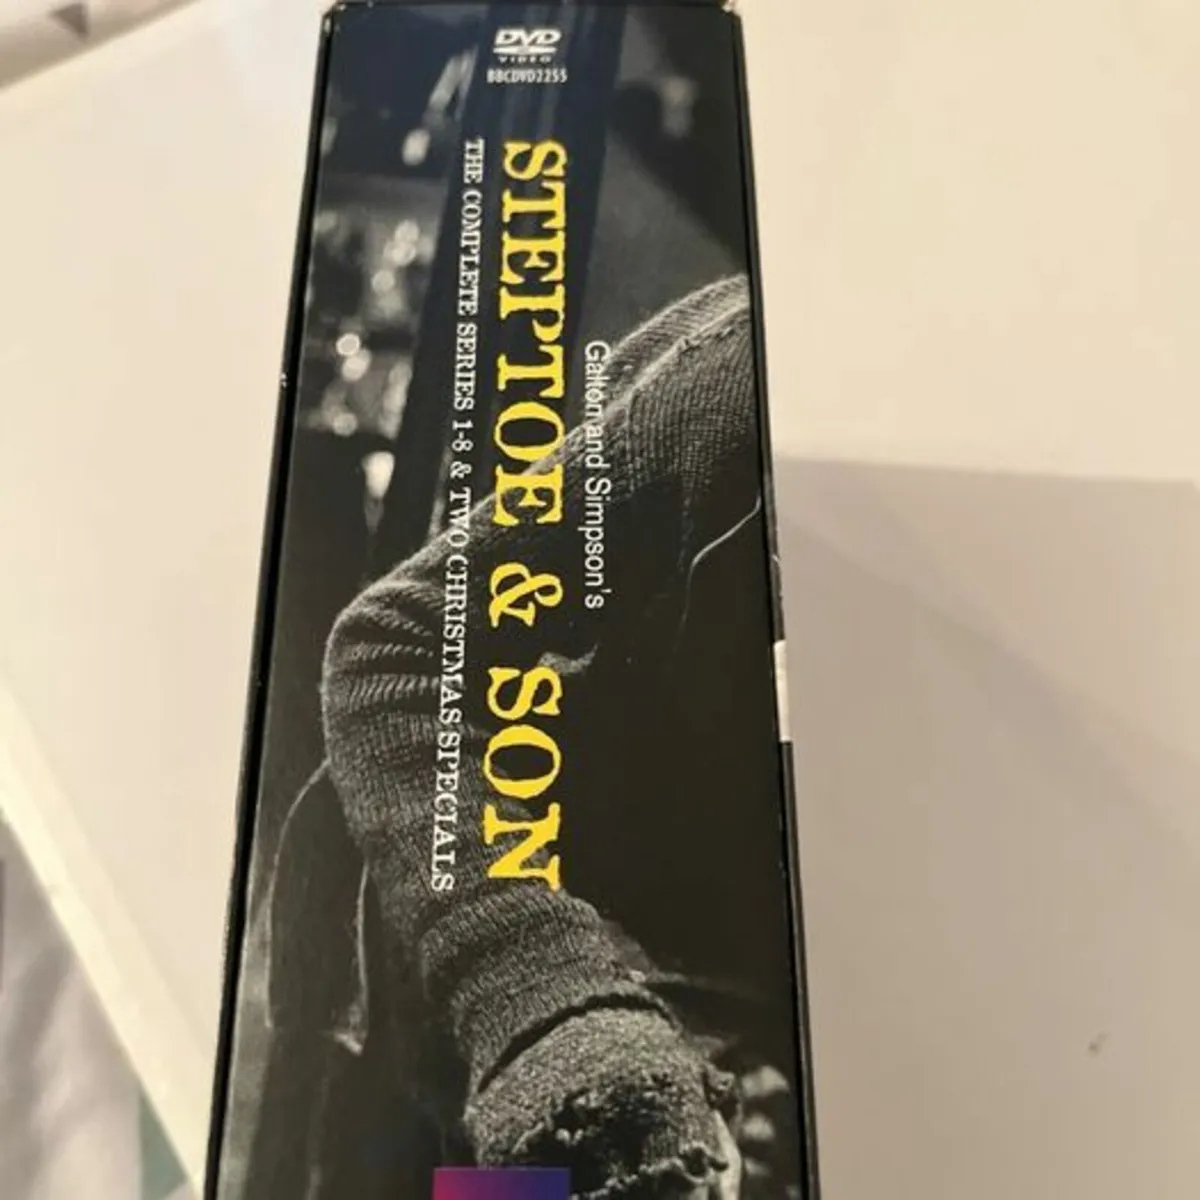 DVD
VIDEO
BBCDVD2255
Galton and Simpson's
STEPTOE & SON
THE COMPLETE SERIES 1-8 & TWO CHRISTMAS SPECIALS